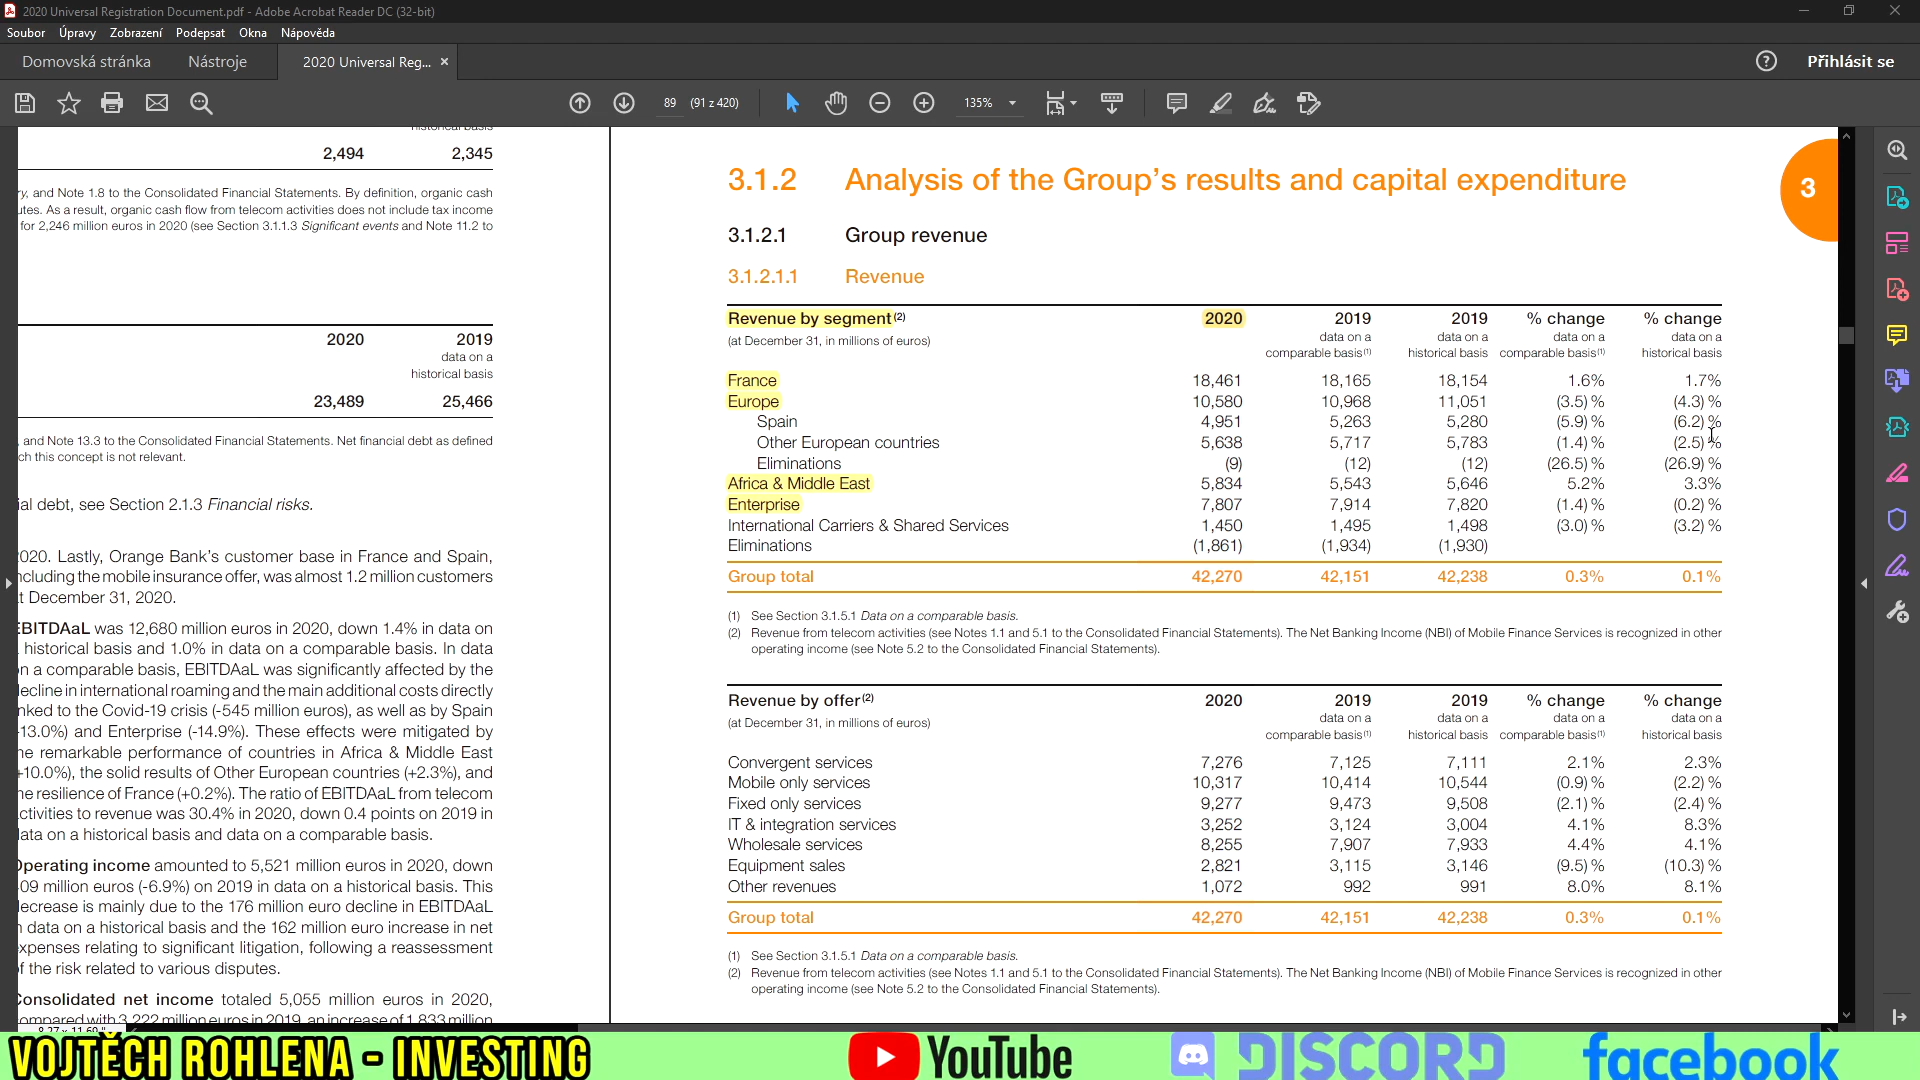 2020 Universal Registration Document.pdf - Adobe Acrobat Reader DC (32-bit)
Soubor Úpravy Zobrazení Podepsat Okna Nápověda
Domovská stránka Nástroje 2020 Universal Reg... × Přihlásit se
89 (91 z 420) 135%
2,494 2,345
and Note 1.8 to the Consolidated Financial Statements. By definition, organic cash
As a result, organic cash flow from telecom activities does not include tax income
for 2,246 million euros in 2020 (see Section 3.1.1.3 Significant events and Note 11.2 to
2020 2019
data on a
historical basis
23,489 25,466
and Note 13.3 to the Consolidated Financial Statements. Net financial debt as defined
this concept is not relevant.
debt, see Section 2.1.3 Financial risks.
Lastly, Orange Bank's customer base in France and Spain,
including the mobile insurance offer, was almost 1.2 million customers
December 31, 2020.
EBITDAaL was 12,680 million euros in 2020, down 1.4% in data on
historical basis and 1.0% in data on a comparable basis. In data
on a comparable basis, EBITDAaL was significantly affected by the
decline in international roaming and the main additional costs directly
linked to the Covid-19 crisis (-545 million euros), as well as by Spain
-13.0%) and Enterprise (-14.9%). These effects were mitigated by
the remarkable performance of countries in Africa & Middle East
+10.0%), the solid results of Other European countries (+2.3%), and
the resilience of France (+0.2%). The ratio of EBITDAaL from telecom
activities to revenue was 30.4% in 2020, down 0.4 points on 2019 in
data on a historical basis and data on a comparable basis.
Operating income amounted to 5,521 million euros in 2020, down
09 million euros (-6.9%) on 2019 in data on a historical basis. This
decrease is mainly due to the 176 million euro decline in EBITDAaL
data on a historical basis and the 162 million euro increase in net
expenses relating to significant litigation, following a reassessment
of the risk related to various disputes.
Consolidated net income totaled 5,055 million euros in 2020,
compared with 3,222 million euros in 2019, an increase of 1,833 million
3
3.1.2 Analysis of the Group's results and capital expenditure
3.1.2.1 Group revenue
3.1.2.1.1 Revenue
Revenue by segment (2) 2020 2019 2019 % change % change
(at December 31, in millions of euros) data on a data on a data on a data on a
comparable basis (1) historical basis comparable basis (1) historical basis
France 18,461 18,165 18,154 1.6% 1.7%
Europe 10,580 10,968 11,051 (3.5) % (4.3) %
Spain 4,951 5,263 5,280 (5.9) % (6.2) %
Other European countries 5,638 5,717 5,783 (1.4) % (2.5) %
Eliminations (9) (12) (12) (26.5) % (26.9) %
Africa & Middle East 5,834 5,543 5,646 5.2% 3.3%
Enterprise 7,807 7,914 7,820 (1.4) % (0.2) %
International Carriers & Shared Services 1,450 1,495 1,498 (3.0) % (3.2) %
Eliminations (1,861) (1,934) (1,930)
Group total 42,270 42,151 42,238 0.3% 0.1%
(1) See Section 3.1.5.1 Data on a comparable basis.
(2) Revenue from telecom activities (see Notes 1.1 and 5.1 to the Consolidated Financial Statements). The Net Banking Income (NBI) of Mobile Finance Services is recognized in other
operating income (see Note 5.2 to the Consolidated Financial Statements).
Revenue by offer (2) 2020 2019 2019 % change % change
(at December 31, in millions of euros) data on a data on a data on a data on a
comparable basis (1) historical basis comparable basis (1) historical basis
Convergent services 7,276 7,125 7,111 2.1% 2.3%
Mobile only services 10,317 10,414 10,544 (0.9) % (2.2) %
Fixed only services 9,277 9,473 9,508 (2.1) % (2.4) %
IT & integration services 3,252 3,124 3,004 4.1% 8.3%
Wholesale services 8,255 7,907 7,933 4.4% 4.1%
Equipment sales 2,821 3,115 3,146 (9.5) % (10.3) %
Other revenues 1,072 992 991 8.0% 8.1%
Group total 42,270 42,151 42,238 0.3% 0.1%
(1) See Section 3.1.5.1 Data on a comparable basis.
(2) Revenue from telecom activities (see Notes 1.1 and 5.1 to the Consolidated Financial Statements). The Net Banking Income (NBI) of Mobile Finance Services is recognized in other
operating income (see Note 5.2 to the Consolidated Financial Statements).
VOJTĚCH ROHLENA - INVESTING YouTube DISCORD facebook